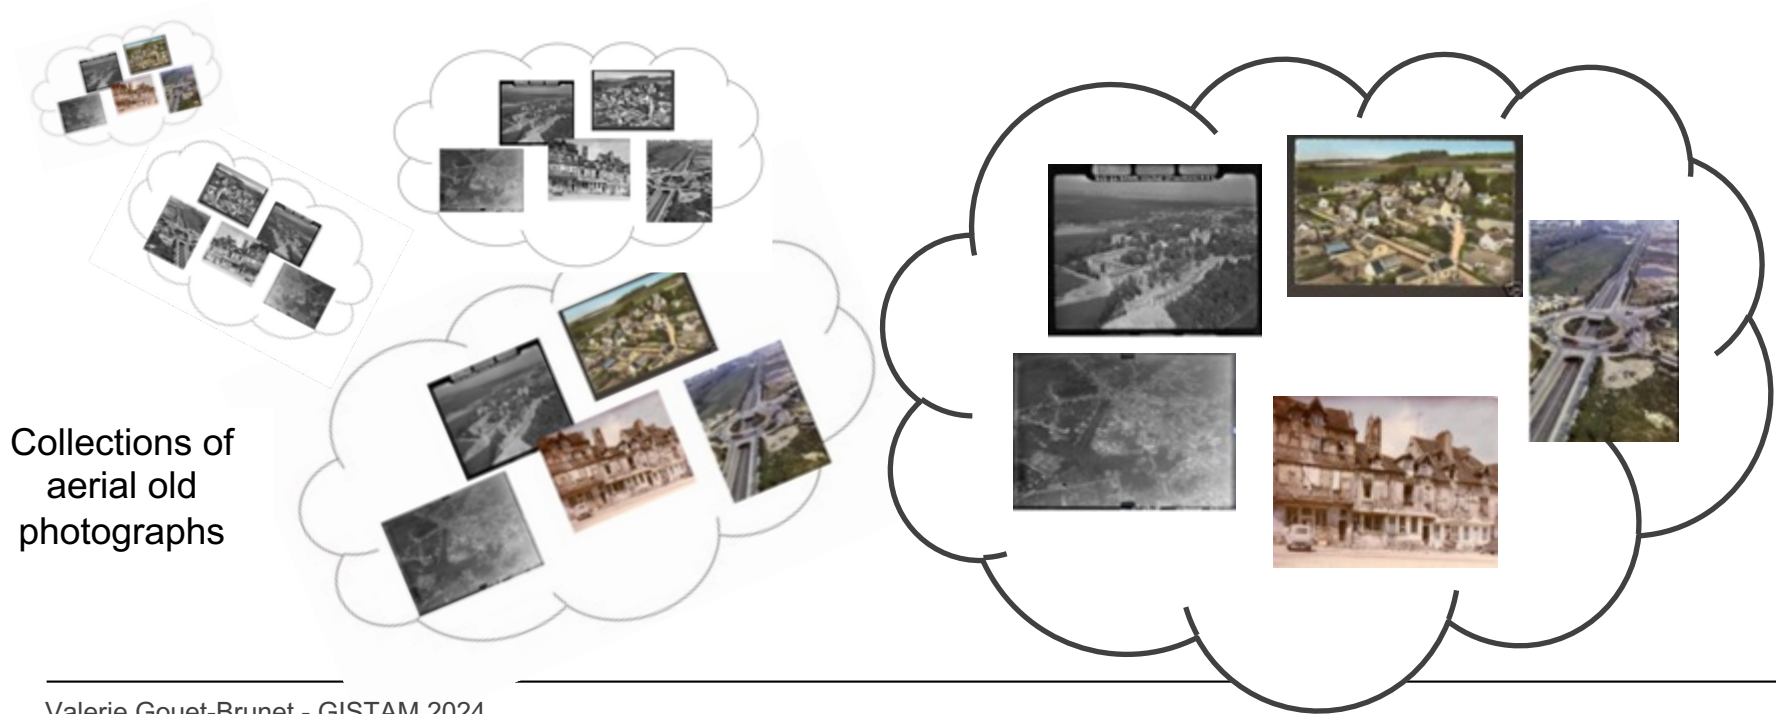 Collections of
aerial old
photographs
Valerie Gouet-Brunet - GISTAM 2024